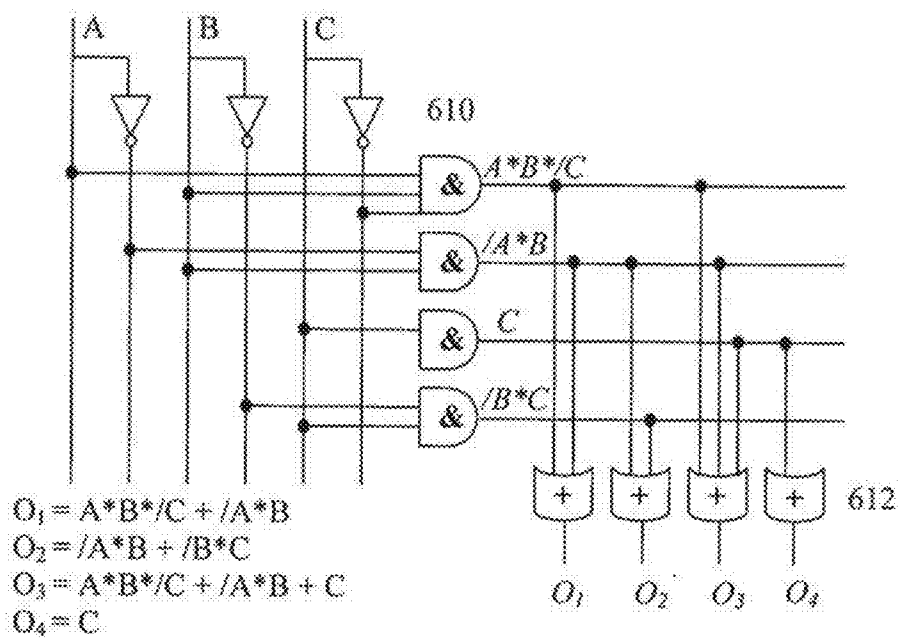 A B C
610
& A*B*/C
& /A*B
& C
& /B*C
+ + + + 612
O₁ O₂ O₃ O₄
O₁ = A*B*/C + /A*B
O₂ = /A*B + /B*C
O₃ = A*B*/C + /A*B + C
O₄ = C